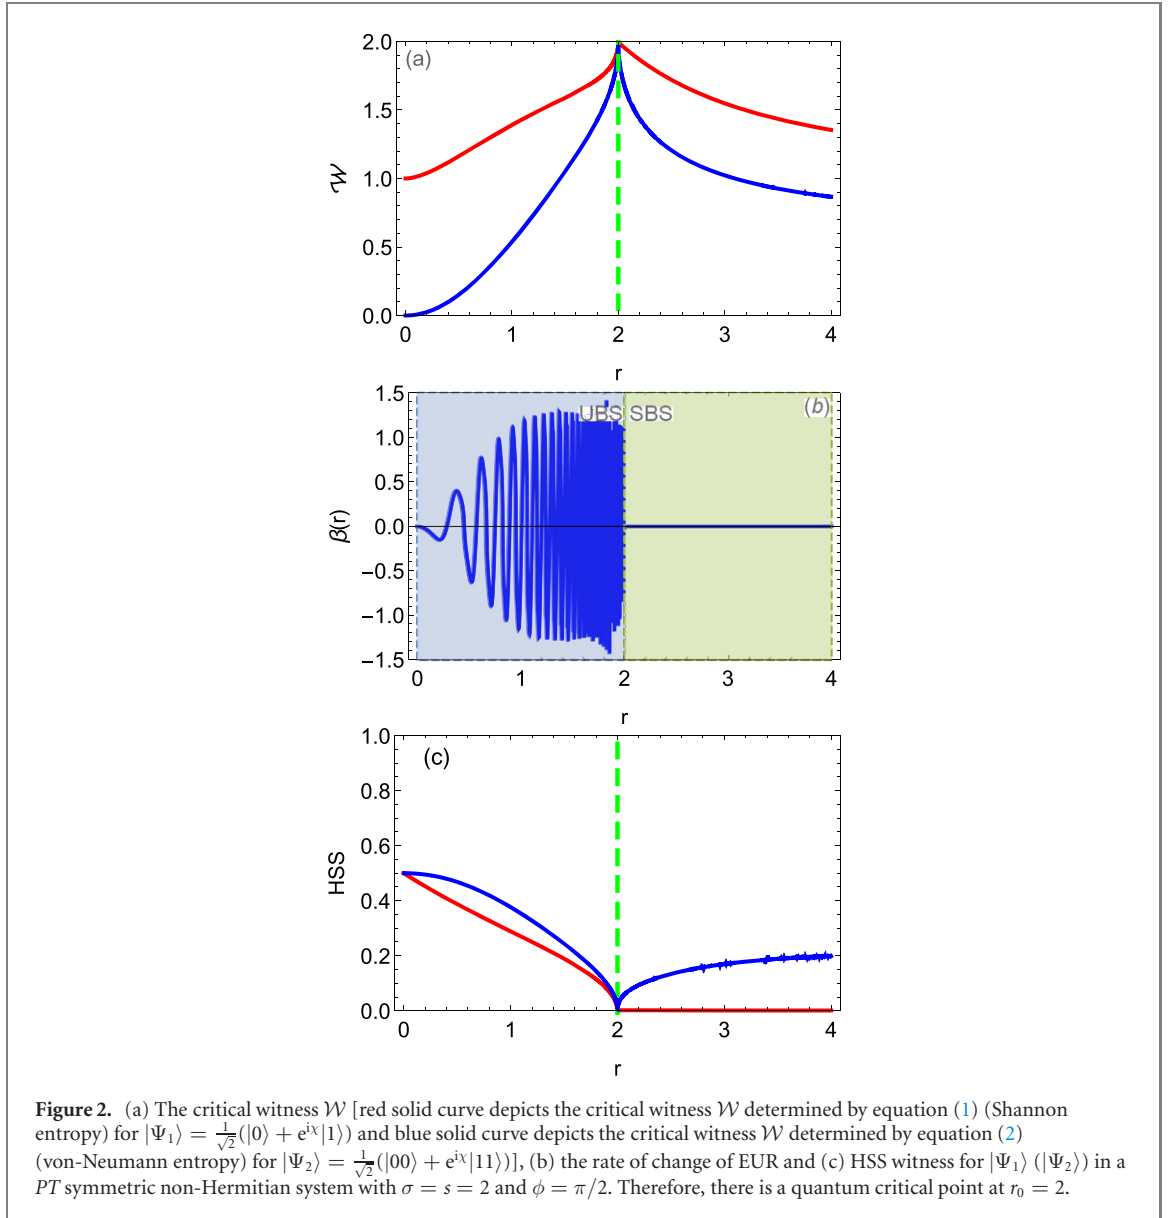 (a)
2.0
1.5
1.0
0.5
0.0
𝒲
0 1 2 3 4
r
UBS SBS (b)
1.5
1.0
0.5
0.0
−0.5
−1.0
−1.5
β(r)
0 1 2 3 4
r
(c)
1.0
0.8
0.6
0.4
0.2
0.0
HSS
0 1 2 3 4
r
Figure 2. (a) The critical witness 𝒲 [red solid curve depicts the critical witness 𝒲 determined by equation (1) (Shannon
entropy) for |Ψ₁⟩ = 1/√2(|0⟩ + e^{iχ}|1⟩) and blue solid curve depicts the critical witness 𝒲 determined by equation (2)
(von-Neumann entropy) for |Ψ₂⟩ = 1/√2(|00⟩ + e^{iχ}|11⟩)], (b) the rate of change of EUR and (c) HSS witness for |Ψ₁⟩ (|Ψ₂⟩) in a
PT symmetric non-Hermitian system with σ = s = 2 and ϕ = π/2. Therefore, there is a quantum critical point at r₀ = 2.